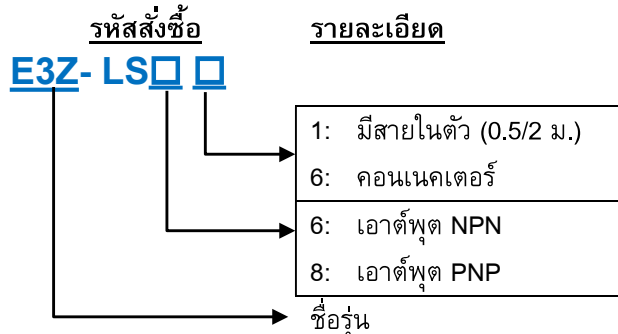 รหัสสั่งซื้อ รายละเอียด
E3Z- LS□ □
1: มีสายในตัว (0.5/2 ม.)
6: คอนเนคเตอร์
6: เอาต์พุต NPN
8: เอาต์พุต PNP
ชื่อรุ่น